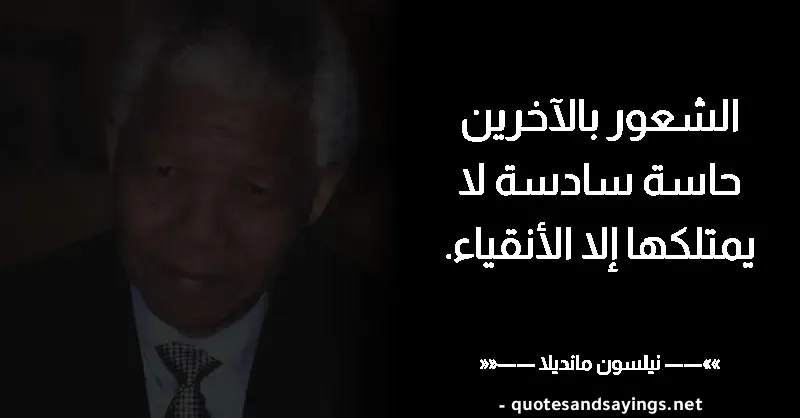 الشعور بالآخرين
حاسة سادسة لا
يمتلكها إلا الأنقياء.
»—— نيلسون مانديلا ——««
- quotesandsayings.net